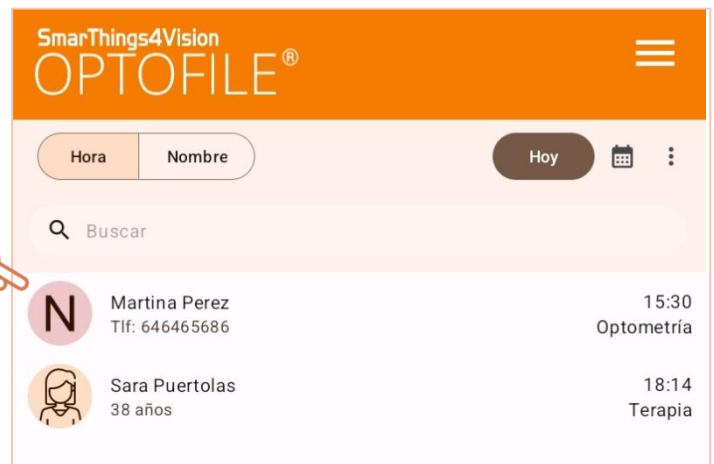 SmarThings4Vision
OPTOFILE®
Hora Nombre Hoy
Buscar
N Martina Perez 15:30
Tlf: 646465686 Optometría
Sara Puertolas 18:14
38 años Terapia